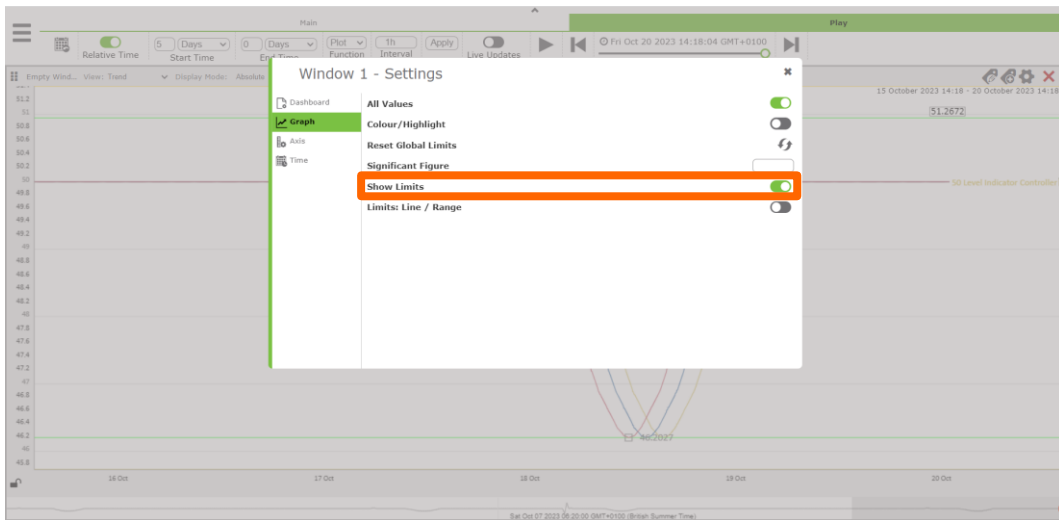 Main
Play
Relative Time
5 Days
Start Time
0 Days
End Time
Plot
Function
1h
Interval
Apply
Live Updates
Fri Oct 20 2023 14:18:04 GMT+0100
Empty Wind... View: Trend Display Mode: Absolute
Window 1 - Settings
15 October 2023 14:18 - 20 October 2023 14:18
51.2672
Dashboard
Graph
Axis
Time
All Values
Colour/Highlight
Reset Global Limits
Significant Figure
Show Limits
Limits: Line / Range
50 Level Indicator Controller
51.2
51
50.8
50.6
50.4
50.2
50
49.8
49.6
49.4
49.2
49
48.8
48.6
48.4
48.2
48
47.8
47.6
47.4
47.2
47
46.8
46.6
46.4
46.2
46
45.8
46.2027
16 Oct
17 Oct
18 Oct
19 Oct
20 Oct
Sat Oct 07 2023 06:20:00 GMT+0100 (British Summer Time)